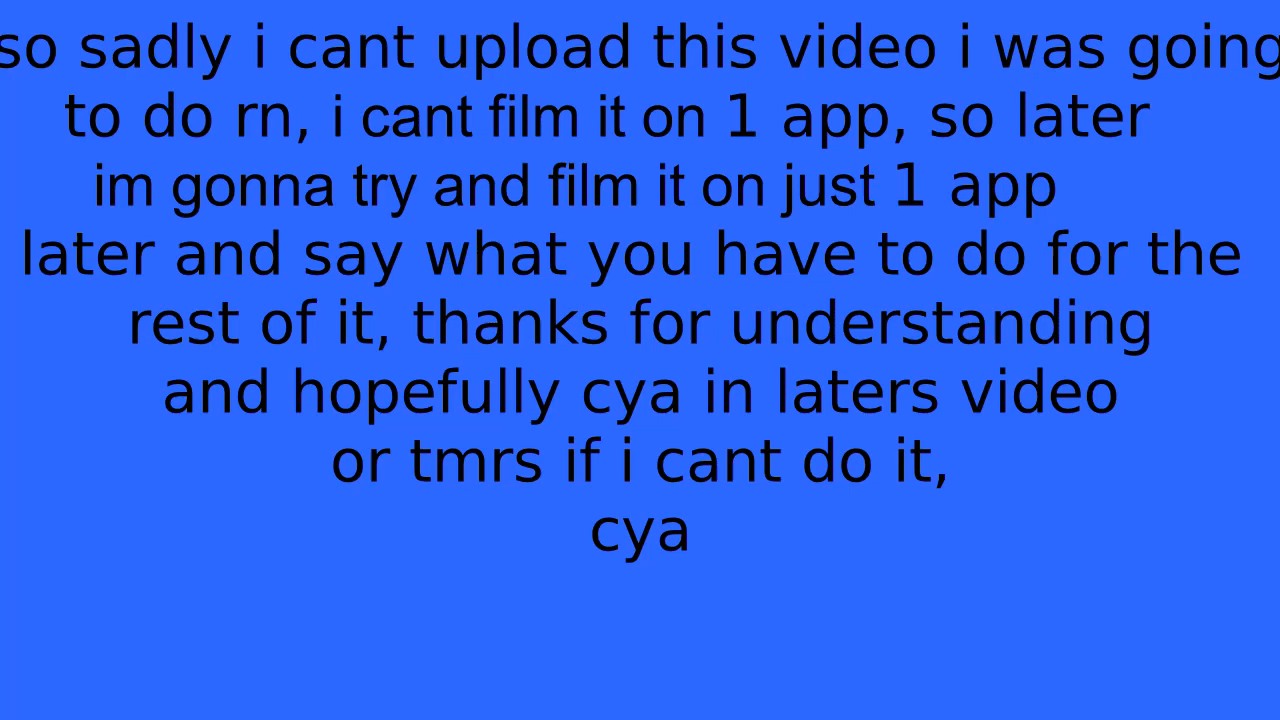 so sadly i cant upload this video i was going
to do rn, i cant film it on 1 app, so later
im gonna try and film it on just 1 app
later and say what you have to do for the
rest of it, thanks for understanding
and hopefully cya in laters video
or tmrs if i cant do it,
cya